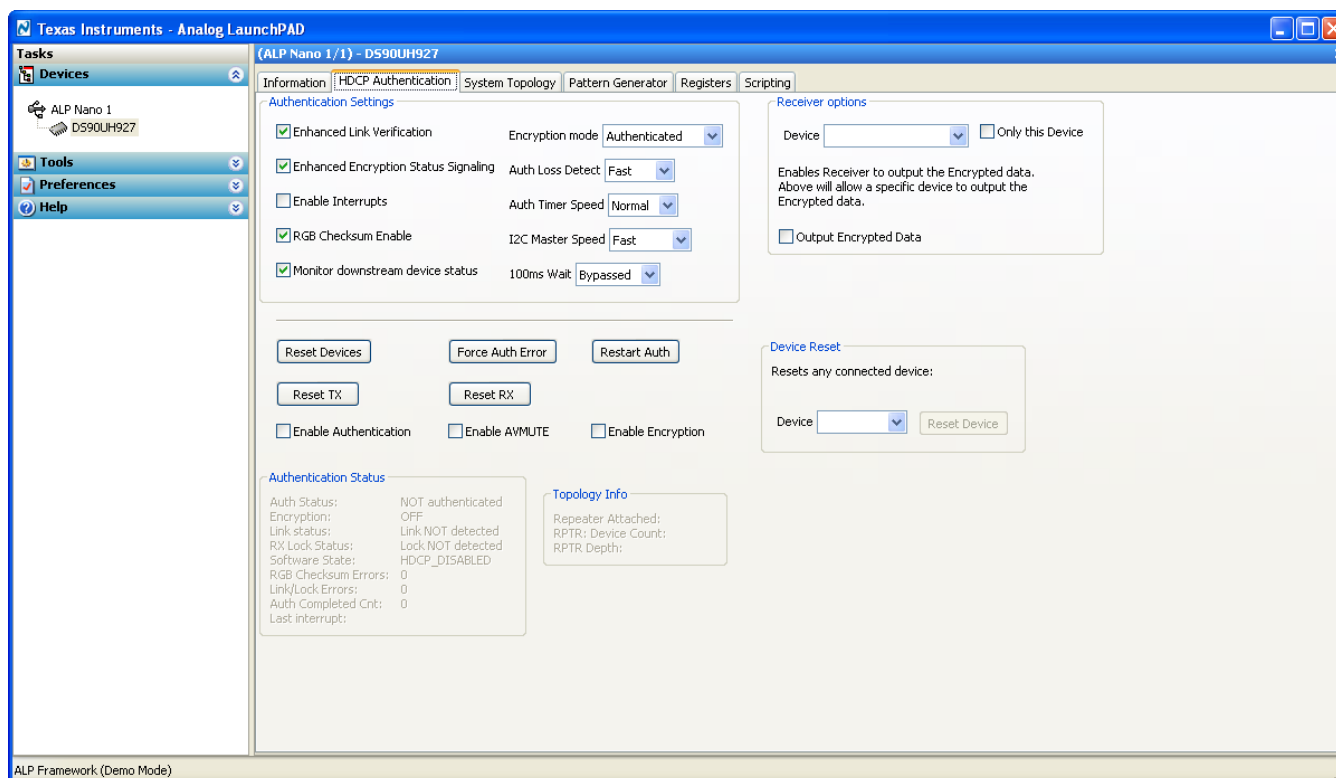 Texas Instruments - Analog LaunchPAD
Tasks
(ALP Nano 1/1) - DS90UH927
Devices
ALP Nano 1
DS90UH927
Tools
Preferences
Help
Information HDCP Authentication System Topology Pattern Generator Registers Scripting
Authentication Settings
Enhanced Link Verification
Enhanced Encryption Status Signaling
Enable Interrupts
RGB Checksum Enable
Monitor downstream device status
Encryption mode Authenticated
Auth Loss Detect Fast
Auth Timer Speed Normal
I2C Master Speed Fast
100ms Wait Bypassed
Receiver options
Device Only this Device
Enables Receiver to output the Encrypted data.
Above will allow a specific device to output the
Encrypted data.
Output Encrypted Data
Reset Devices Force Auth Error Restart Auth
Reset TX Reset RX
Enable Authentication Enable AVMUTE Enable Encryption
Device Reset
Resets any connected device:
Device Reset Device
Authentication Status
Auth Status: NOT authenticated
Encryption: OFF
Link status: Link NOT detected
RX Lock Status: Lock NOT detected
Software State: HDCP_DISABLED
RGB Checksum Errors: 0
Link/Lock Errors: 0
Auth Completed Cnt: 0
Last interrupt:
Topology Info
Repeater Attached:
RPTR: Device Count:
RPTR Depth:
ALP Framework (Demo Mode)